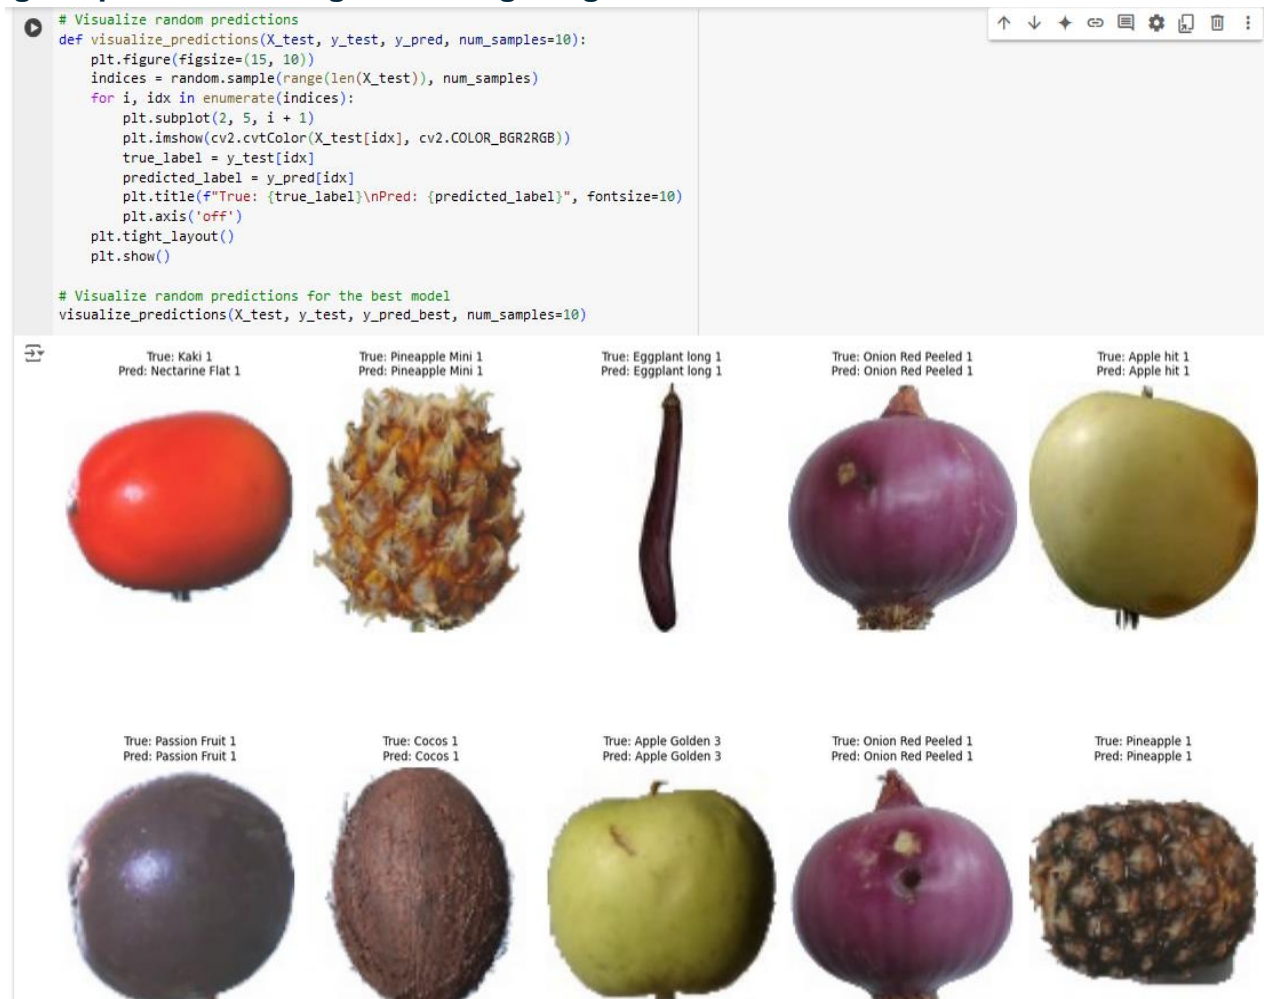 # Visualize random predictions
def visualize_predictions(X_test, y_test, y_pred, num_samples=10):
    plt.figure(figsize=(15, 10))
    indices = random.sample(range(len(X_test)), num_samples)
    for i, idx in enumerate(indices):
        plt.subplot(2, 5, i + 1)
        plt.imshow(cv2.cvtColor(X_test[idx], cv2.COLOR_BGR2RGB))
        true_label = y_test[idx]
        predicted_label = y_pred[idx]
        plt.title(f"True: {true_label}\nPred: {predicted_label}", fontsize=10)
        plt.axis('off')
    plt.tight_layout()
    plt.show()
# Visualize random predictions for the best model
visualize_predictions(X_test, y_test, y_pred_best, num_samples=10)
True: Kaki 1
Pred: Nectarine Flat 1
True: Pineapple Mini 1
Pred: Pineapple Mini 1
True: Eggplant long 1
Pred: Eggplant long 1
True: Onion Red Peeled 1
Pred: Onion Red Peeled 1
True: Apple hit 1
Pred: Apple hit 1
True: Passion Fruit 1
Pred: Passion Fruit 1
True: Cocos 1
Pred: Cocos 1
True: Apple Golden 3
Pred: Apple Golden 3
True: Onion Red Peeled 1
Pred: Onion Red Peeled 1
True: Pineapple 1
Pred: Pineapple 1